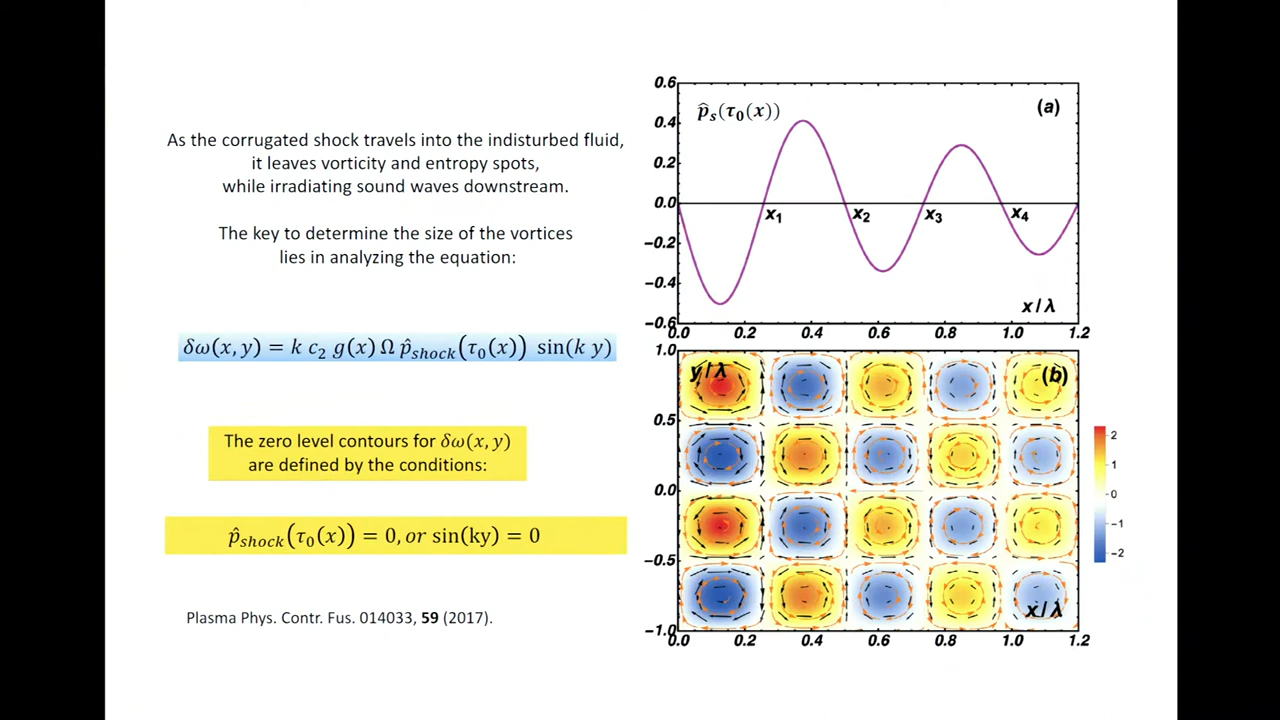 As the corrugated shock travels into the indisturbed fluid,
it leaves vorticity and entropy spots,
while irradiating sound waves downstream.
The key to determine the size of the vortices
lies in analyzing the equation:
δω(x, y) = k c₂ g(x) Ω p̂_shock(τ₀(x)) sin(k y)
The zero level contours for δω(x, y)
are defined by the conditions:
p̂_shock(τ₀(x)) = 0, or sin(ky) = 0
Plasma Phys. Contr. Fus. 014033, 59 (2017).
0.6
0.4
0.2
0.0
−0.2
−0.4
−0.6
p̂ₛ(τ₀(x))
(a)
x₁ x₂ x₃ x₄
x/λ
0.0 0.2 0.4 0.6 0.8 1.0 1.2
1.0
0.5
0.0
−0.5
−1.0
y/λ
(b)
x/λ
0.0 0.2 0.4 0.6 0.8 1.0 1.2
2
1
0
−1
−2